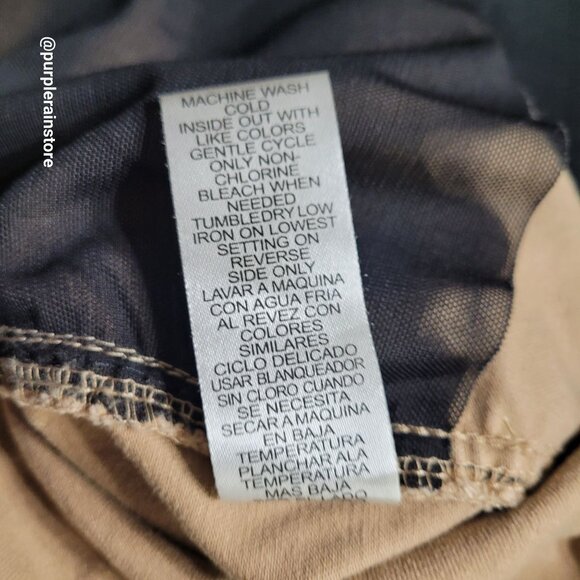 @purplerainstore
MACHINE WASH
COLD
INSIDE OUT WITH
LIKE COLORS
GENTLE CYCLE
ONLY NON-
CHLORINE
BLEACH WHEN
NEEDED
TUMBLE DRY LOW
IRON ON LOWEST
SETTING ON
REVERSE
SIDE ONLY
LAVAR A MAQUINA
CON AGUA FRIA
AL REVEZ CON
COLORES
SIMILARES
CICLO DELICADO
USAR BLANQUEADOR
SIN CLORO CUANDO
SE NECESITA
SECAR A MAQUINA
EN BAJA
TEMPERATURA
PLANCHAR ALA
TEMPERATURA
MAS BAJA